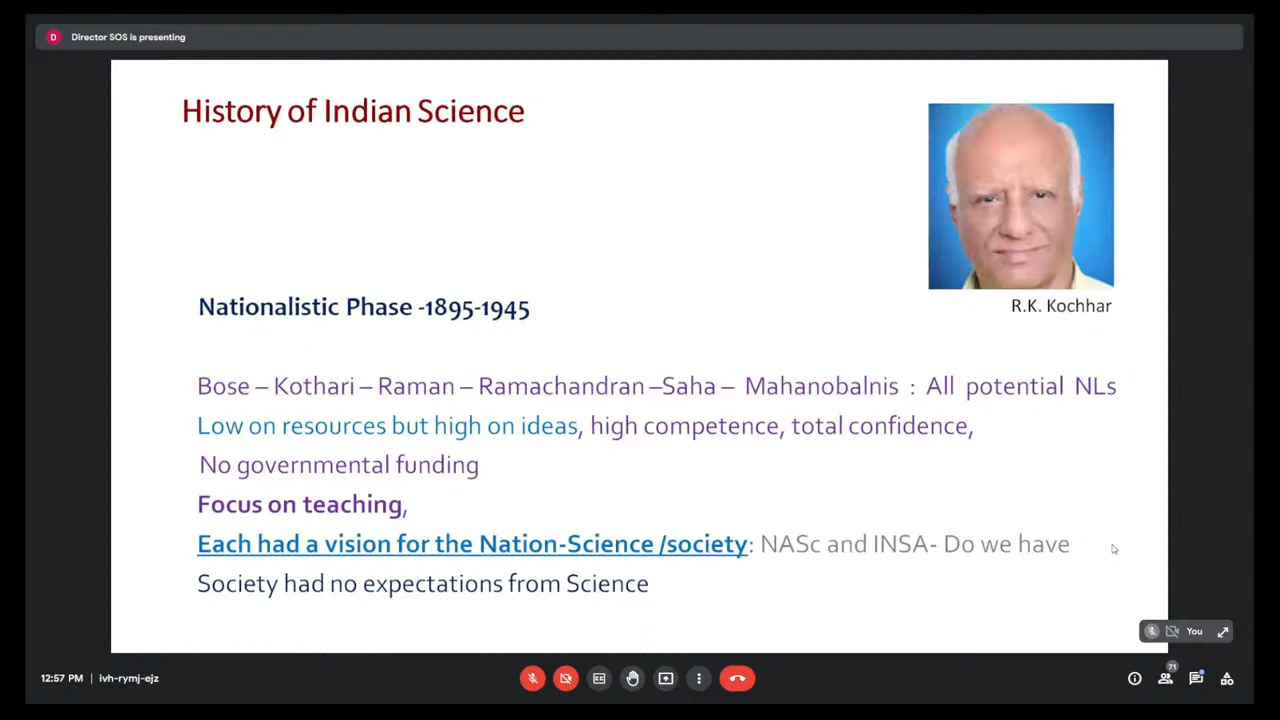 D Director SOS is presenting
History of Indian Science
R.K. Kochhar
Nationalistic Phase -1895-1945
Bose – Kothari – Raman – Ramachandran –Saha – Mahanobalnis : All potential NLs
Low on resources but high on ideas, high competence, total confidence,
No governmental funding
Focus on teaching,
Each had a vision for the Nation-Science /society: NASc and INSA- Do we have
Society had no expectations from Science
You
12:57 PM | ivh-rymj-ejz
71